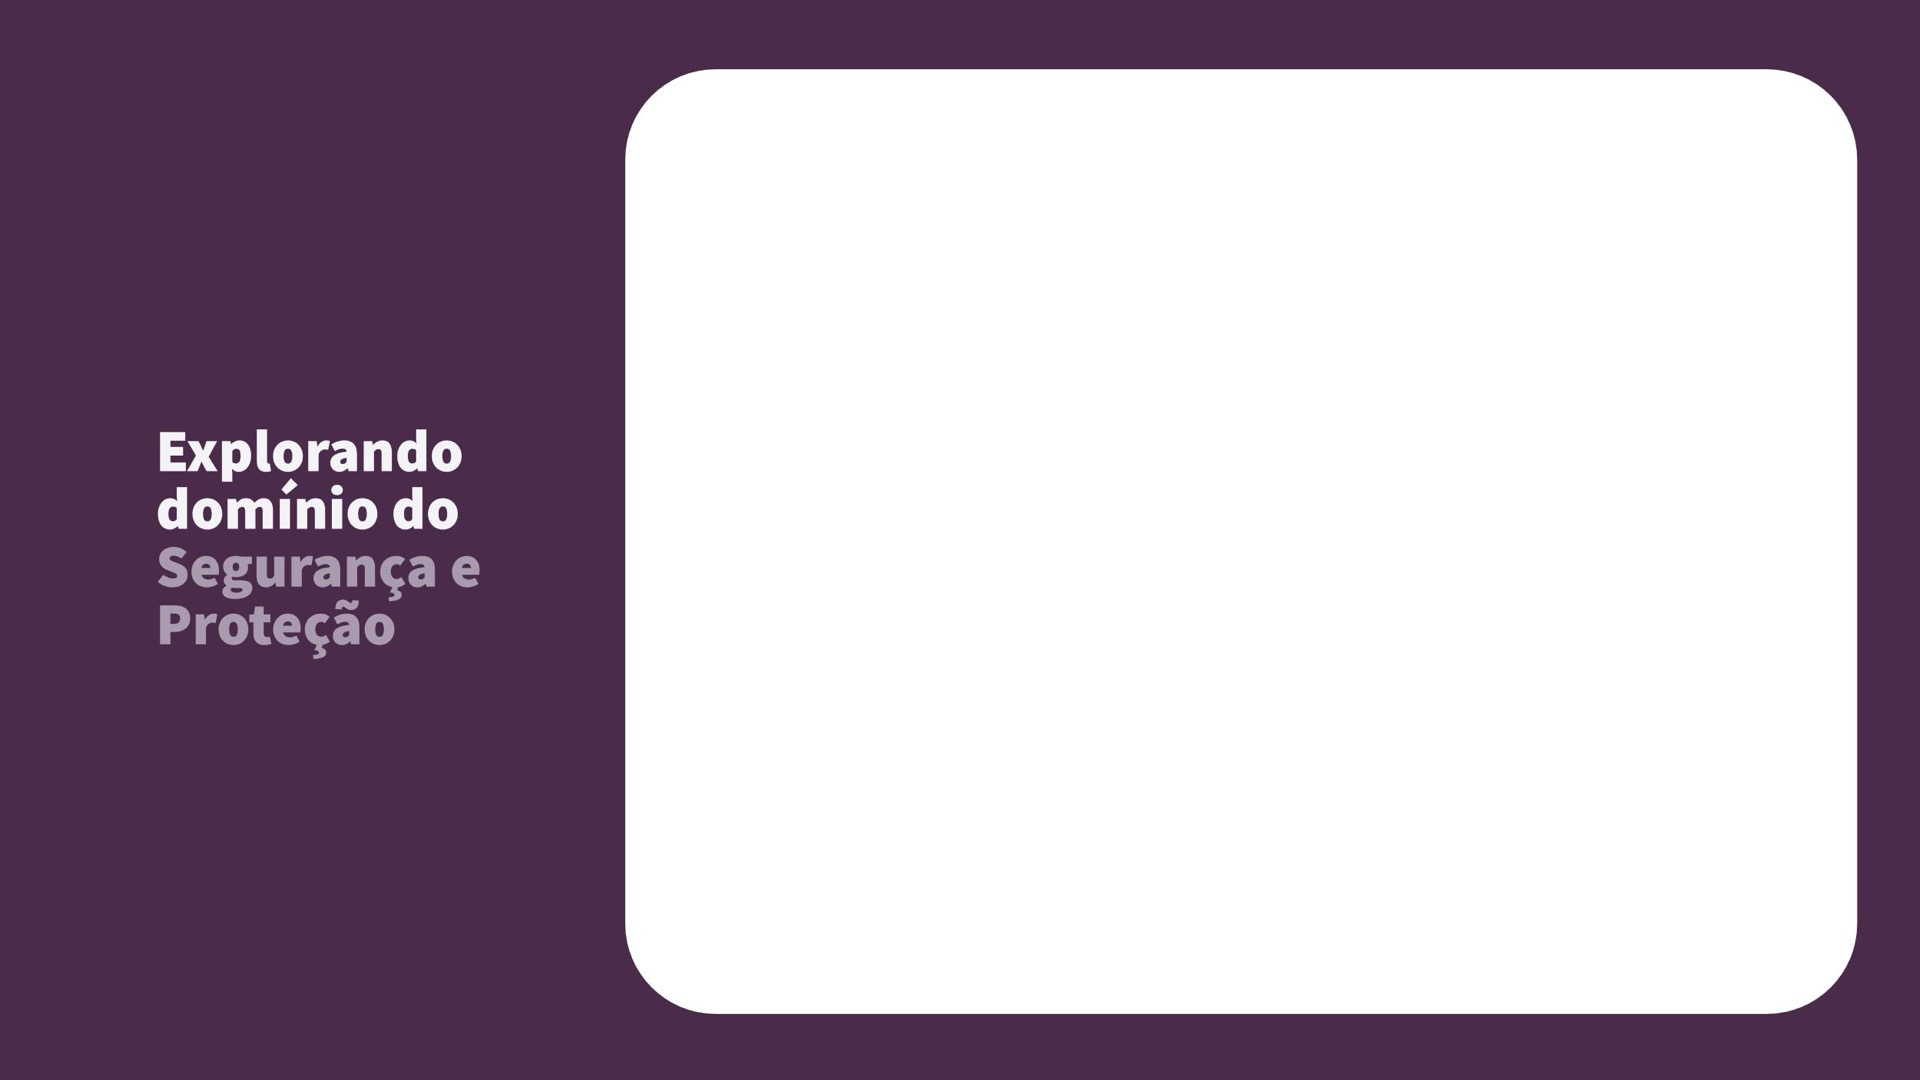 Explorando
domínio do
Segurança e
Proteção